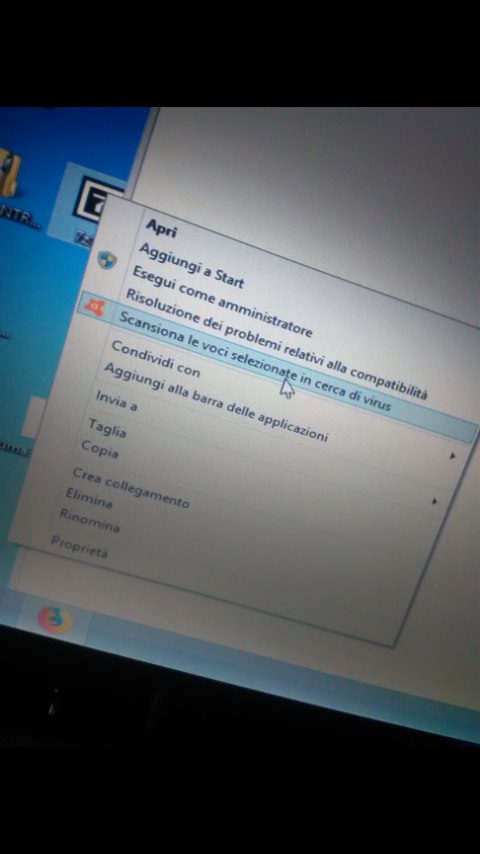 Apri
Aggiungi a Start
Esegui come amministratore
Risoluzione dei problemi relativi alla compatibilità
Scansiona le voci selezionate in cerca di virus
Condividi con
Aggiungi alla barra delle applicazioni
Invia a
Taglia
Copia
Crea collegamento
Elimina
Rinomina
Proprietà